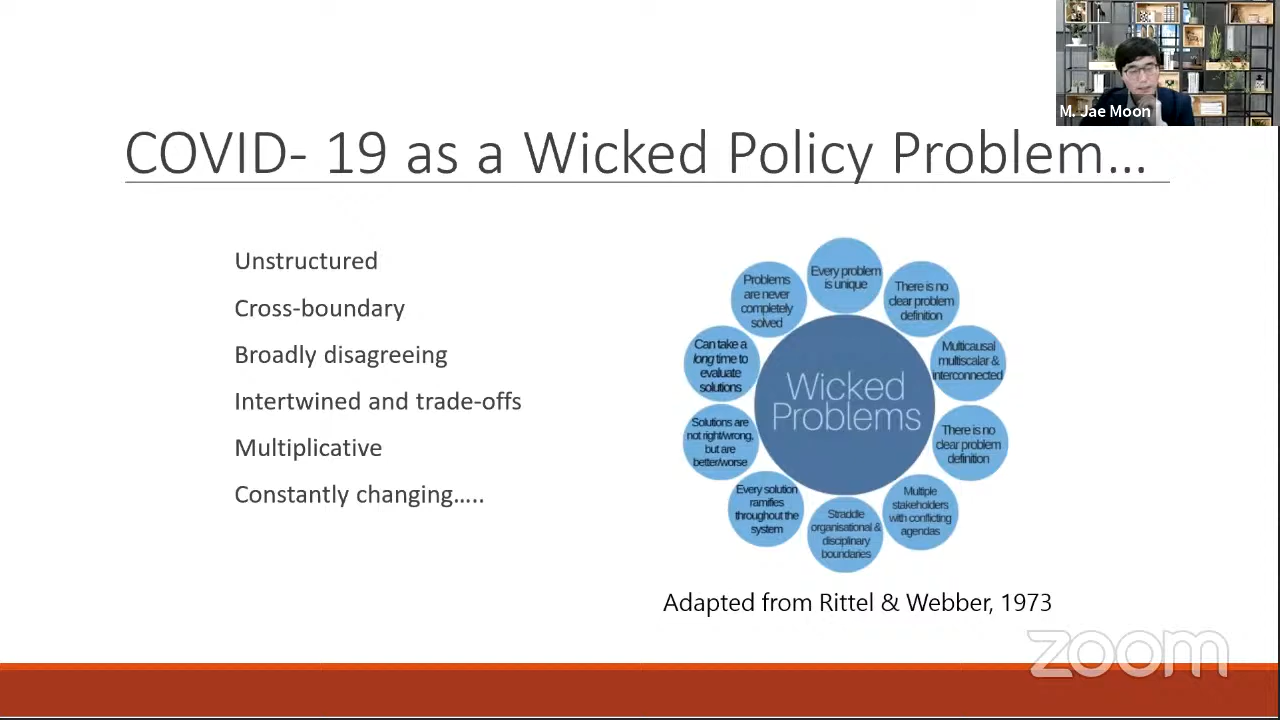 M. Jae Moon
COVID- 19 as a Wicked Policy Problem...
Unstructured
Cross-boundary
Broadly disagreeing
Intertwined and trade-offs
Multiplicative
Constantly changing.....
Every problem
is unique
There is no
clear problem
definition
Multicausal
multiscalar &
interconnected
There is no
clear problem
definition
Multiple
stakeholders
with conflicting
agendas
Straddle
organisational &
disciplinary
boundaries
Every solution
ramifies
throughout the
system
Solutions are
not right/wrong,
but are
better/worse
Can take a
long time to
evaluate
solutions
Problems
are never
completely
solved
Wicked
Problems
Adapted from Rittel & Webber, 1973
zoom